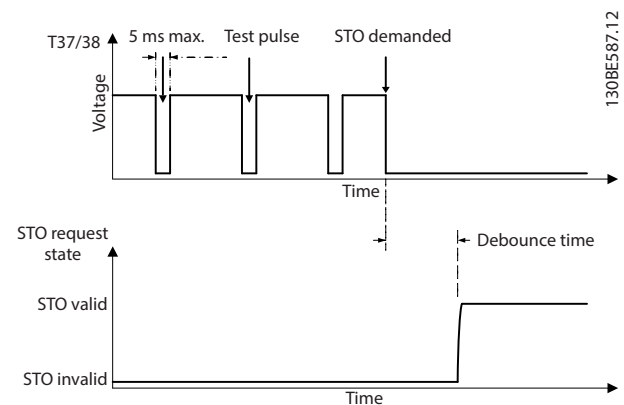 T37/38
5 ms max.
Test pulse
STO demanded
130BE587.12
Voltage
Time
STO request
state
Debounce time
STO valid
STO invalid
Time